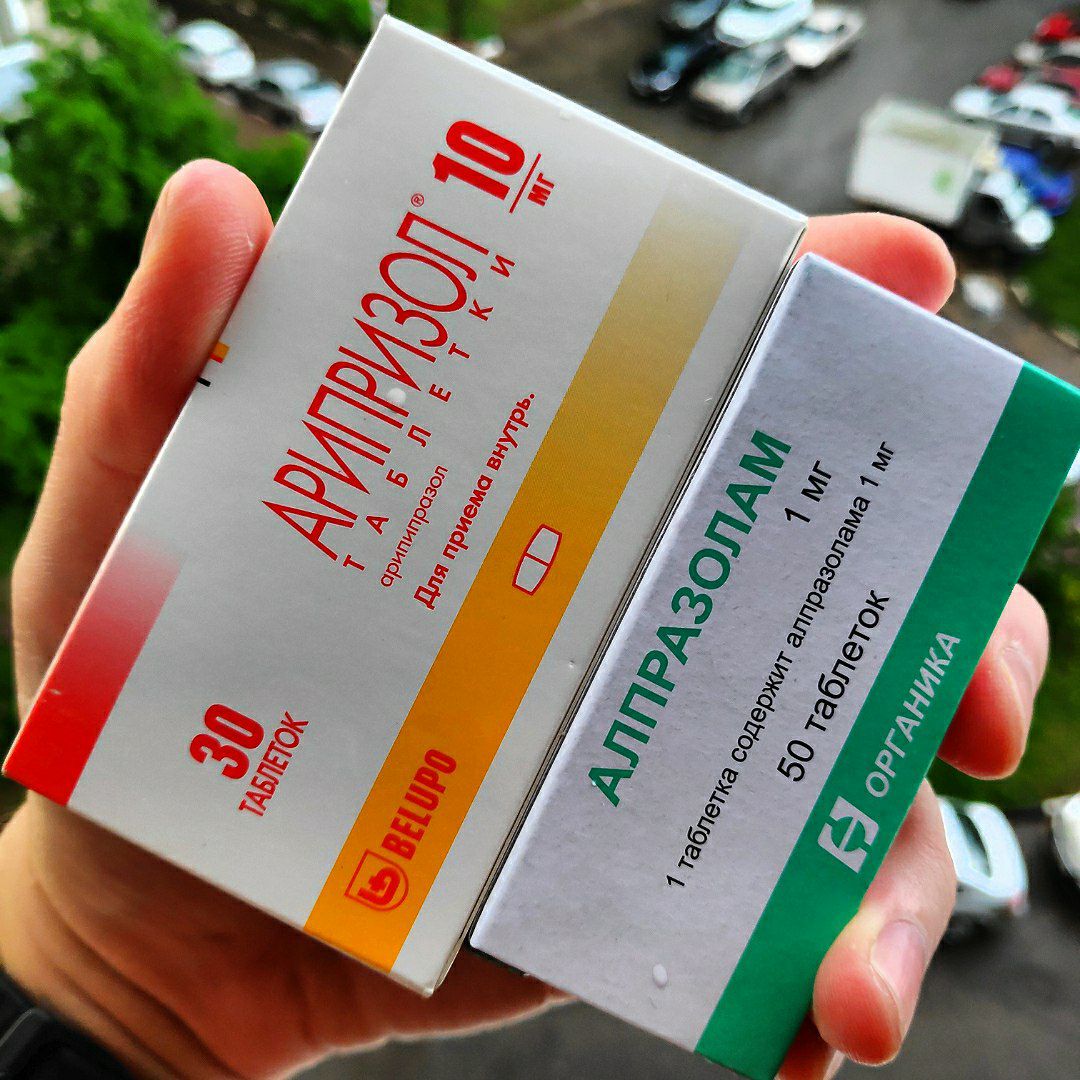 АРИПРИЗОЛ® 10 мг
ТАБЛЕТКИ
арипипразол
Для приема внутрь.
30
ТАБЛЕТОК
BELUPO
АЛПРАЗОЛАМ
1 мг
1 таблетка содержит алпразолама 1 мг
50 таблеток
ОРГАНИКА